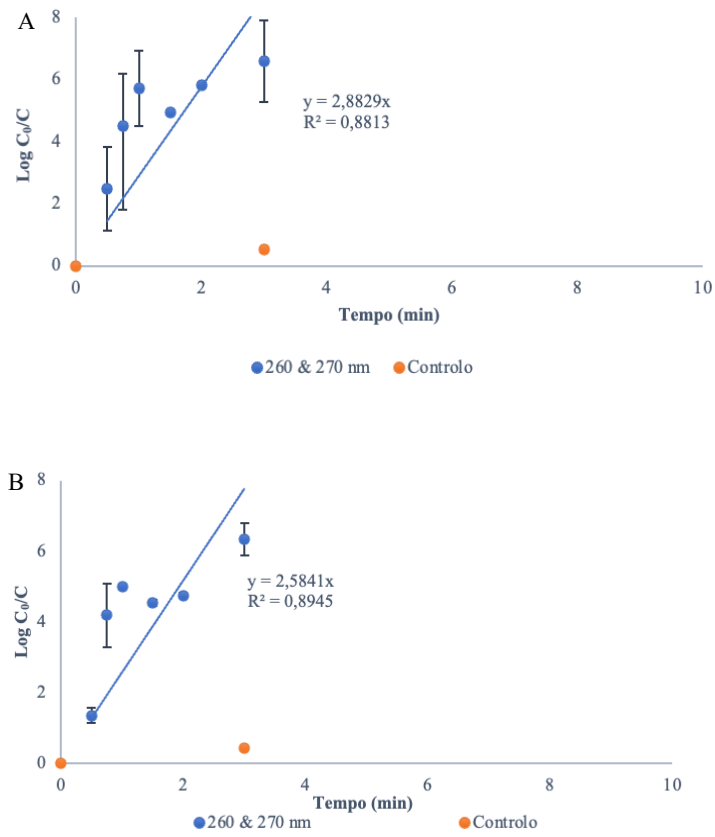 A
8
6
4
2
0
Log C₀/C
y = 2,8829x
R² = 0,8813
0 2 4 6 8 10
Tempo (min)
260 & 270 nm Controlo
B
8
6
4
2
0
Log C₀/C
y = 2,5841x
R² = 0,8945
0 2 4 6 8 10
Tempo (min)
260 & 270 nm Controlo